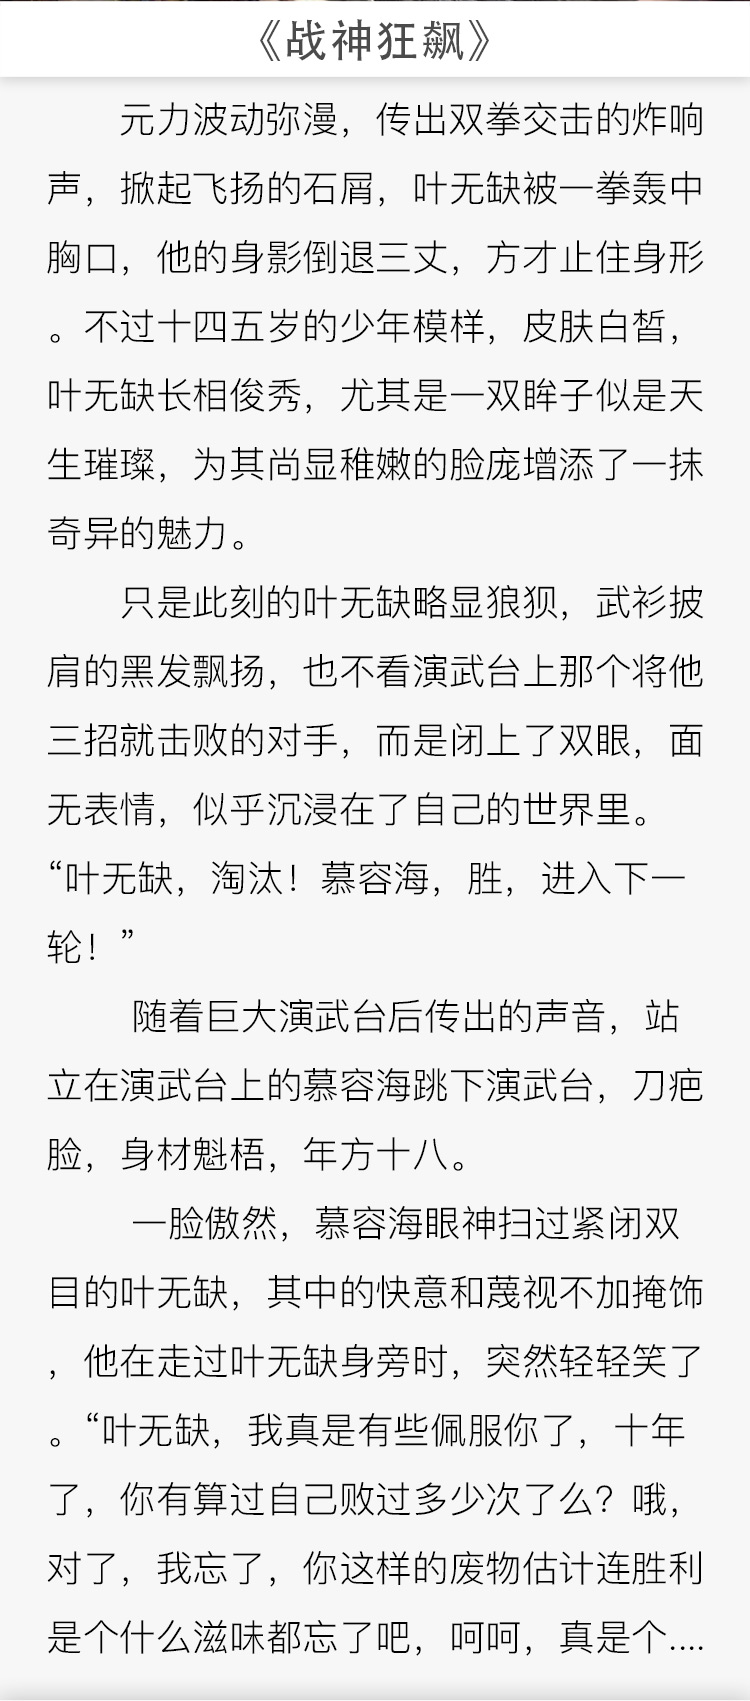 《战神狂飙》
元力波动弥漫，传出双拳交击的炸响
声，掀起飞扬的石屑，叶无缺被一拳轰中
胸口，他的身影倒退三丈，方才止住身形
。不过十四五岁的少年模样，皮肤白皙，
叶无缺长相俊秀，尤其是一双眸子似是天
生璀璨，为其尚显稚嫩的脸庞增添了一抹
奇异的魅力。
只是此刻的叶无缺略显狼狈，武衫披
肩的黑发飘扬，也不看演武台上那个将他
三招就击败的对手，而是闭上了双眼，面
无表情，似乎沉浸在了自己的世界里。
“叶无缺，淘汰！慕容海，胜，进入下一
轮！”
随着巨大演武台后传出的声音，站
立在演武台上的慕容海跳下演武台，刀疤
脸，身材魁梧，年方十八。
一脸傲然，慕容海眼神扫过紧闭双
目的叶无缺，其中的快意和蔑视不加掩饰
，他在走过叶无缺身旁时，突然轻轻笑了
。“叶无缺，我真是有些佩服你了，十年
了，你有算过自己败过多少次了么？哦，
对了，我忘了，你这样的废物估计连胜利
是个什么滋味都忘了吧，呵呵，真是个....